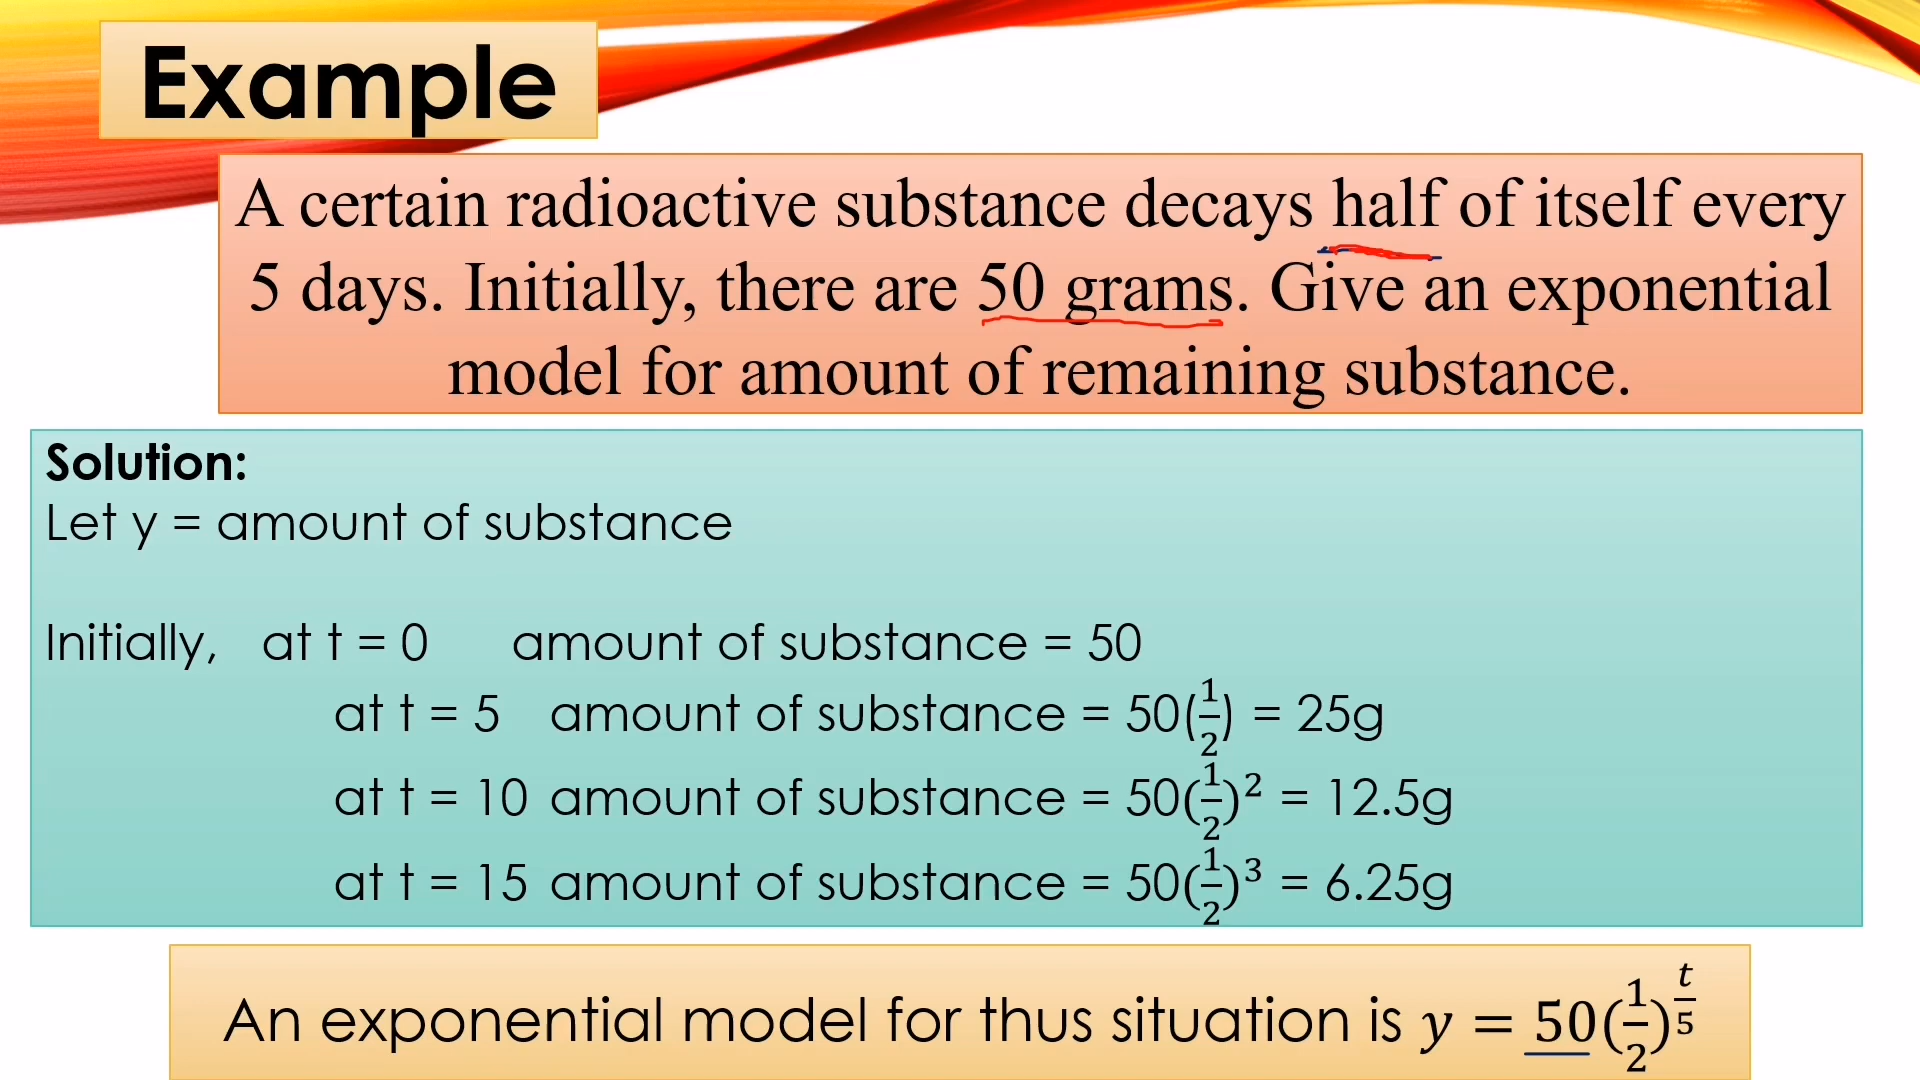 Example
A certain radioactive substance decays half of itself every
5 days. Initially, there are 50 grams. Give an exponential
model for amount of remaining substance.
Solution:
Let y = amount of substance
Initially, at t = 0 amount of substance = 50
at t = 5 amount of substance = 50(1/2) = 25g
at t = 10 amount of substance = 50(1/2)² = 12.5g
at t = 15 amount of substance = 50(1/2)³ = 6.25g
An exponential model for thus situation is y = 50(1/2)^(t/5)